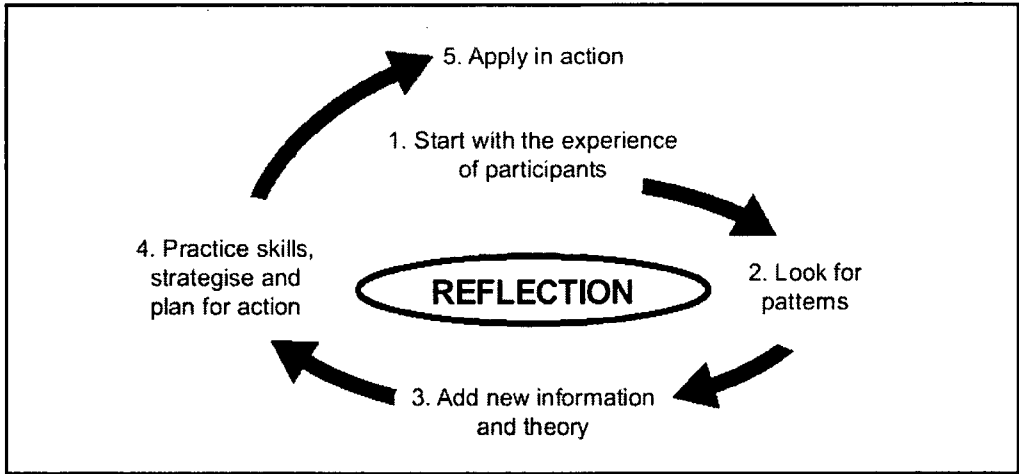 5. Apply in action
1. Start with the experience
of participants
2. Look for
patterns
3. Add new information
and theory
4. Practice skills,
strategise and
plan for action
REFLECTION